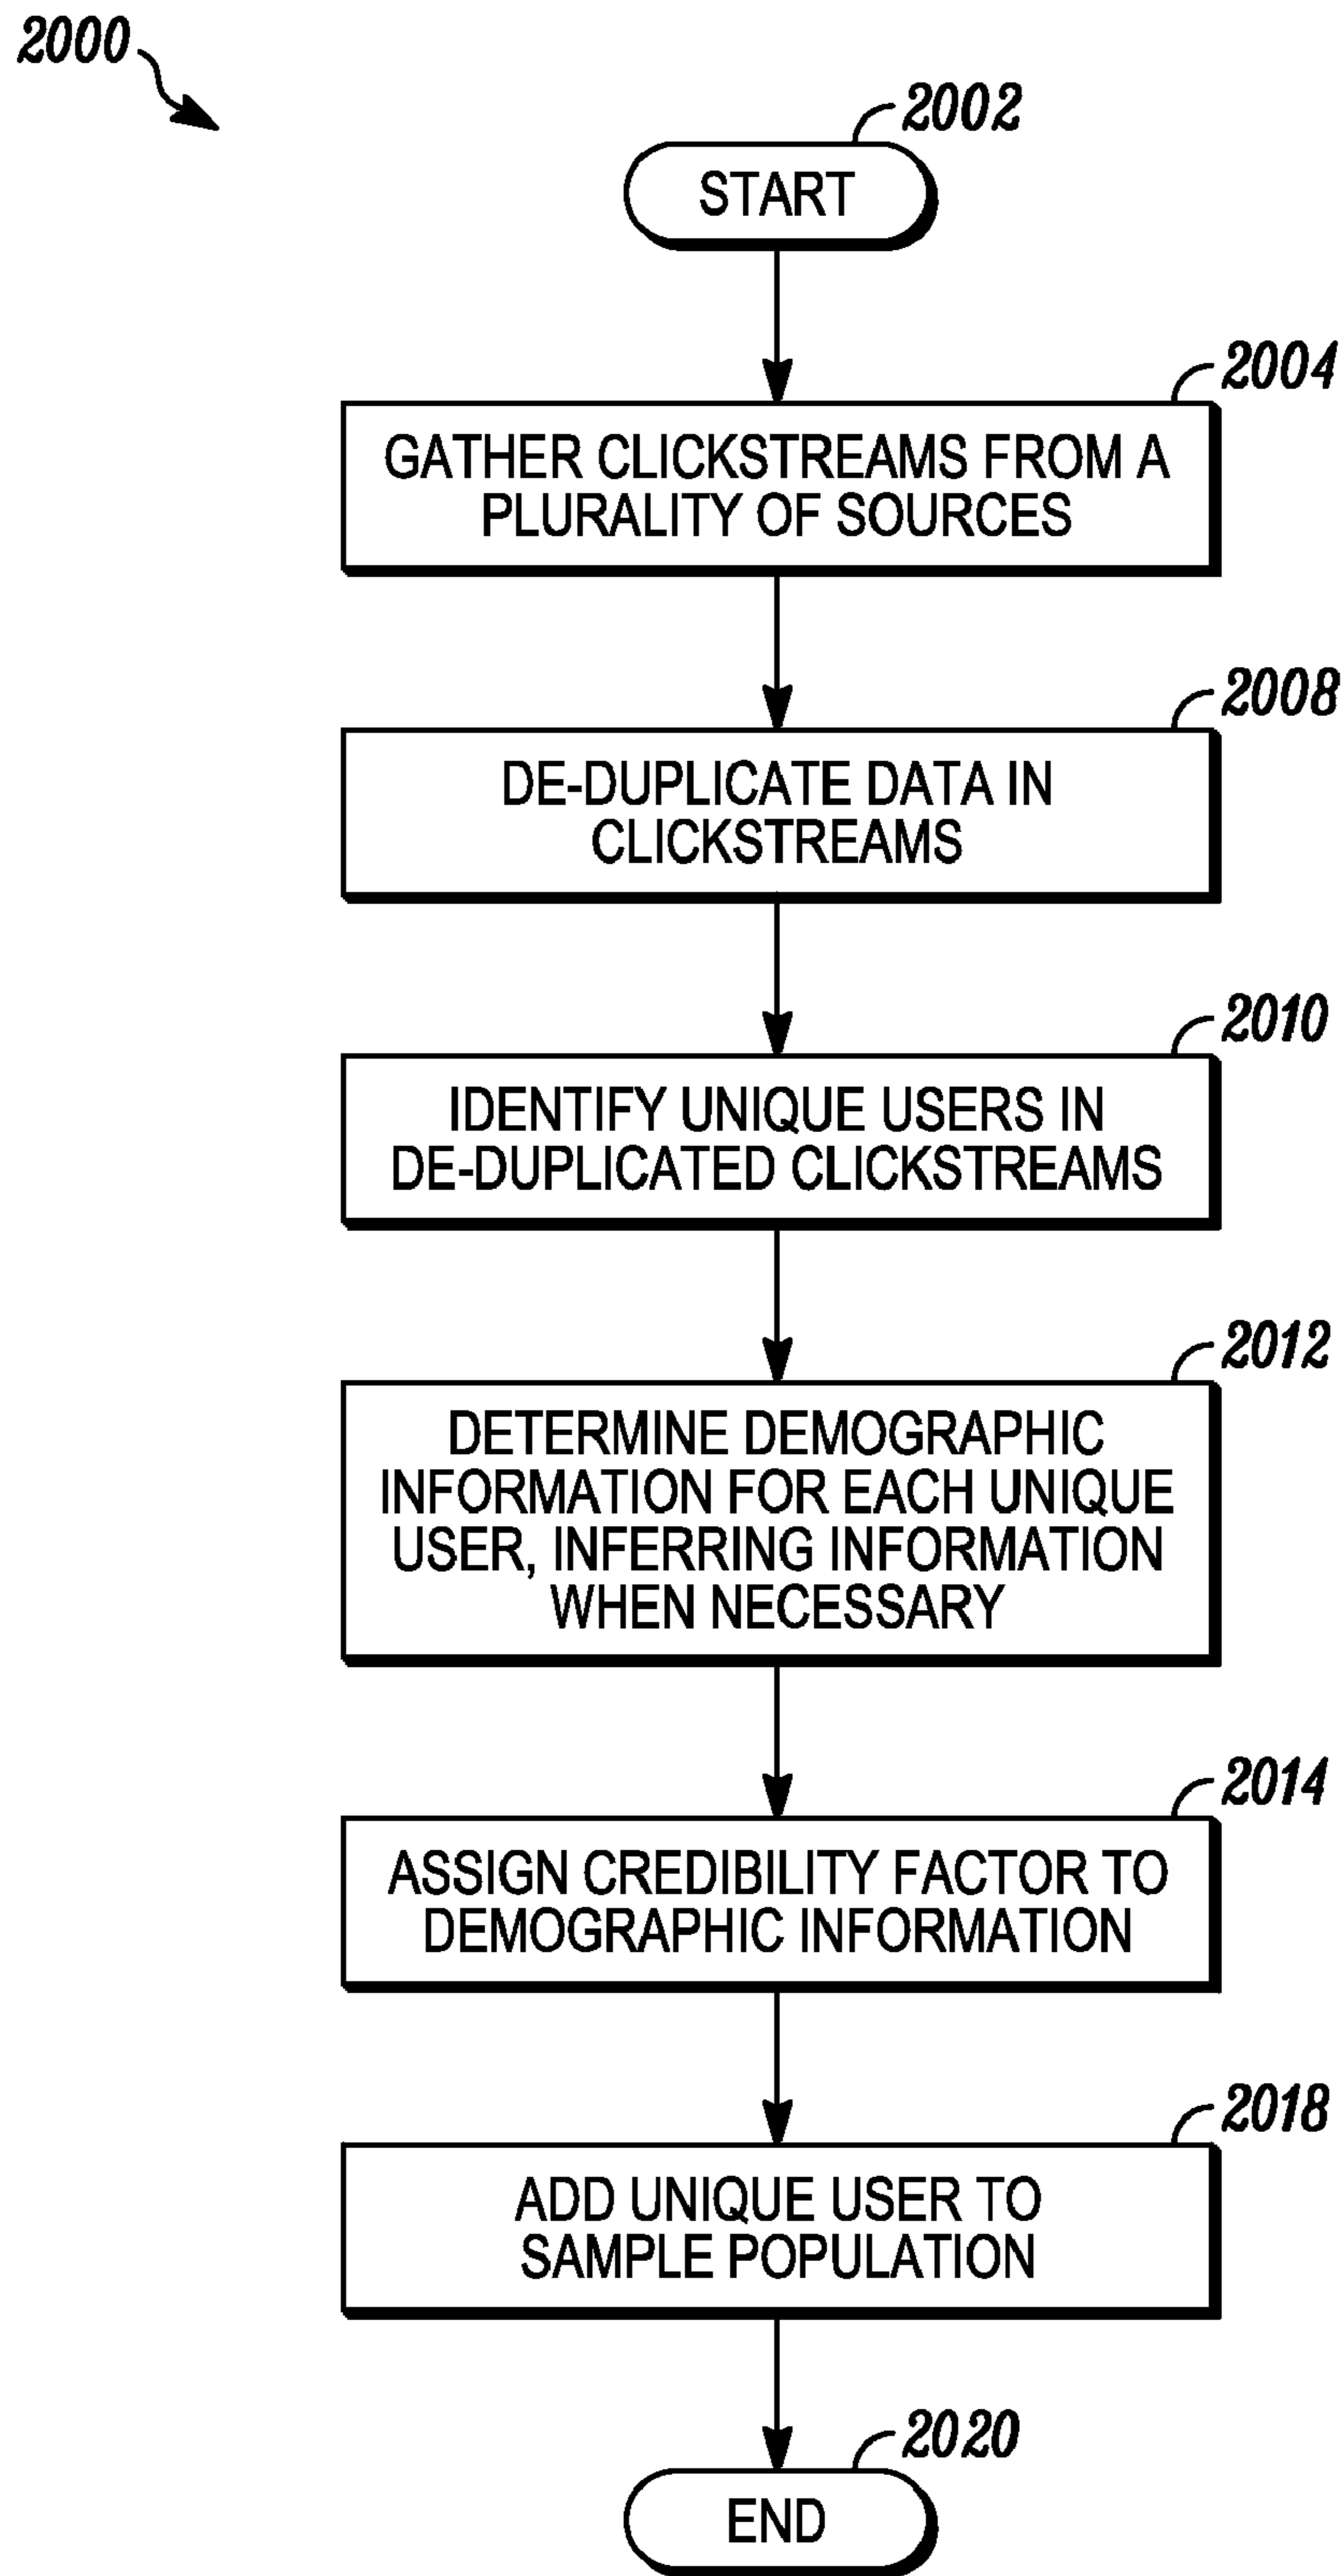 2000
2002
START
2004
GATHER CLICKSTREAMS FROM A
PLURALITY OF SOURCES
2008
DE-DUPLICATE DATA IN
CLICKSTREAMS
2010
IDENTIFY UNIQUE USERS IN
DE-DUPLICATED CLICKSTREAMS
2012
DETERMINE DEMOGRAPHIC
INFORMATION FOR EACH UNIQUE
USER, INFERRING INFORMATION
WHEN NECESSARY
2014
ASSIGN CREDIBILITY FACTOR TO
DEMOGRAPHIC INFORMATION
2018
ADD UNIQUE USER TO
SAMPLE POPULATION
2020
END